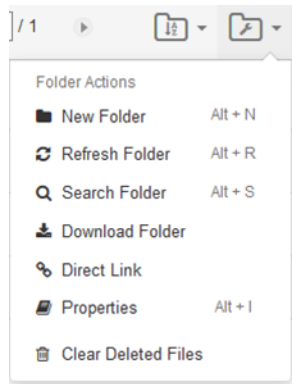 / 1
Folder Actions
New Folder Alt + N
Refresh Folder Alt + R
Search Folder Alt + S
Download Folder
Direct Link
Properties Alt + I
Clear Deleted Files